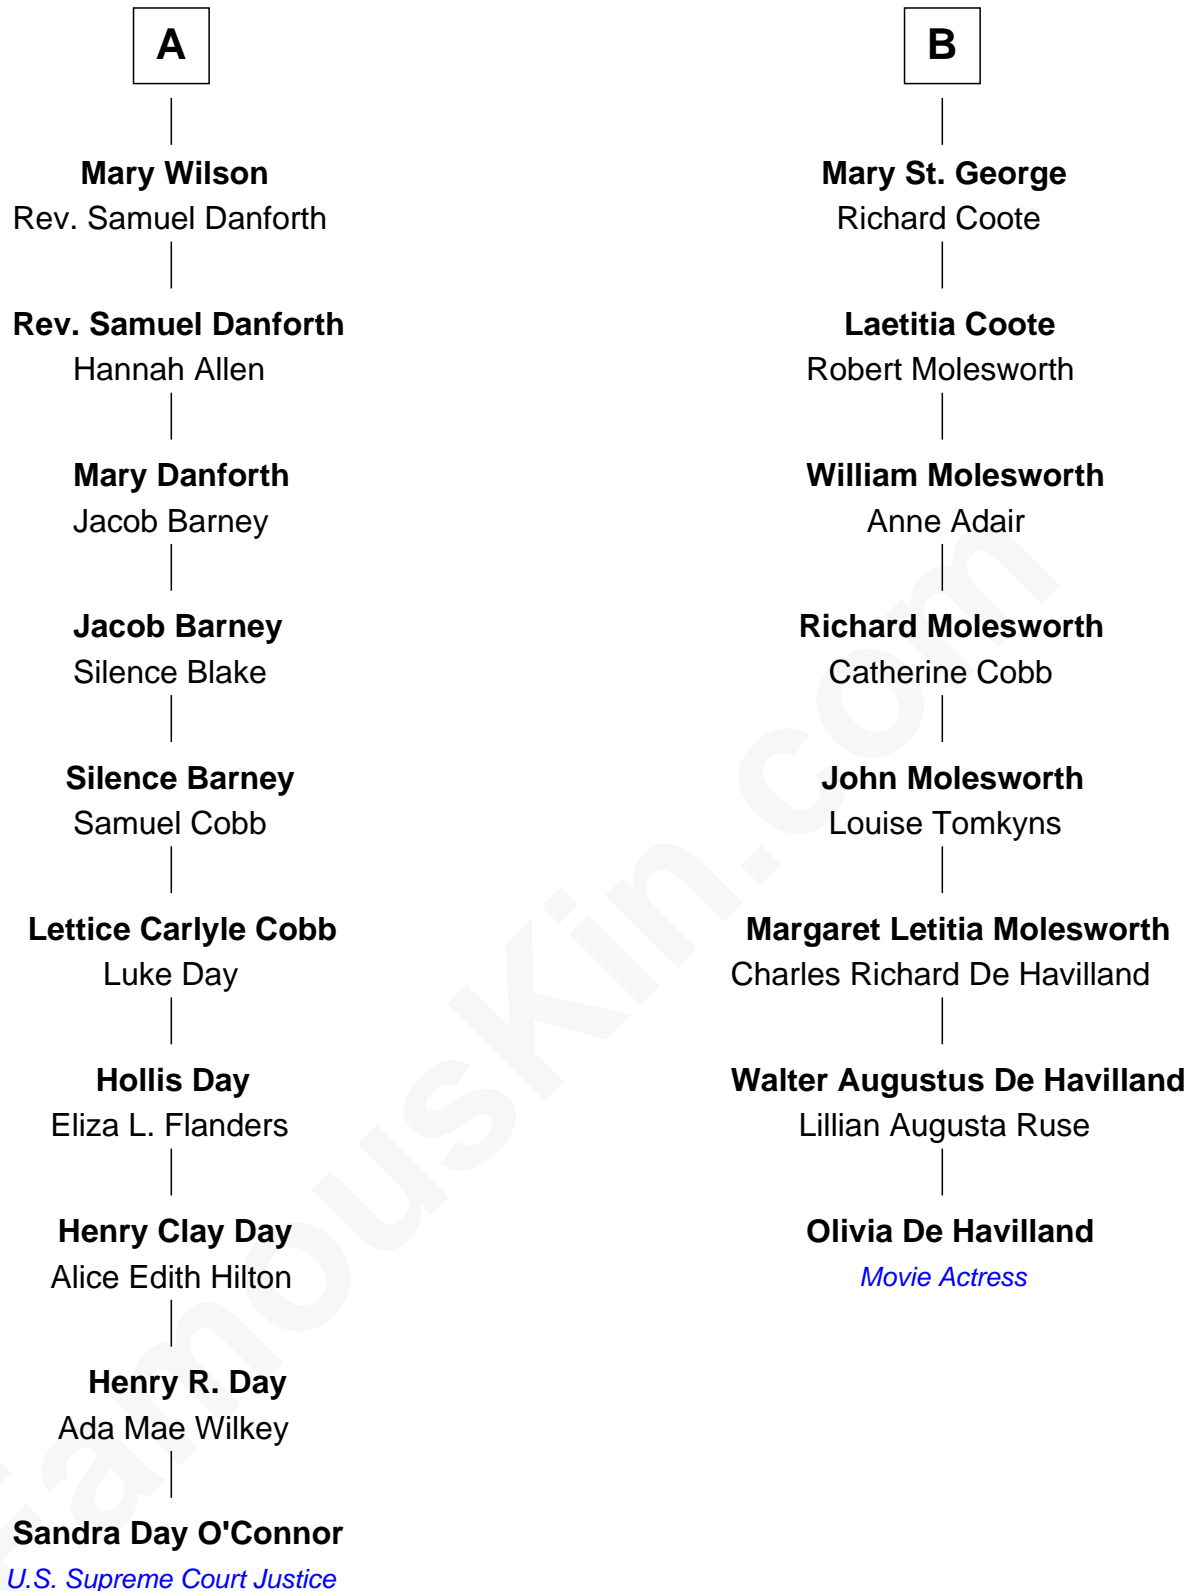 A
Mary Wilson
Rev. Samuel Danforth
Rev. Samuel Danforth
Hannah Allen
Mary Danforth
Jacob Barney
Jacob Barney
Silence Blake
Silence Barney
Samuel Cobb
Lettice Carlyle Cobb
Luke Day
Hollis Day
Eliza L. Flanders
Henry Clay Day
Alice Edith Hilton
Henry R. Day
Ada Mae Wilkey
Sandra Day O'Connor
U.S. Supreme Court Justice
B
Mary St. George
Richard Coote
Laetitia Coote
Robert Molesworth
William Molesworth
Anne Adair
Richard Molesworth
Catherine Cobb
John Molesworth
Louise Tomkyns
Margaret Letitia Molesworth
Charles Richard De Havilland
Walter Augustus De Havilland
Lillian Augusta Ruse
Olivia De Havilland
Movie Actress
FamousKin.com